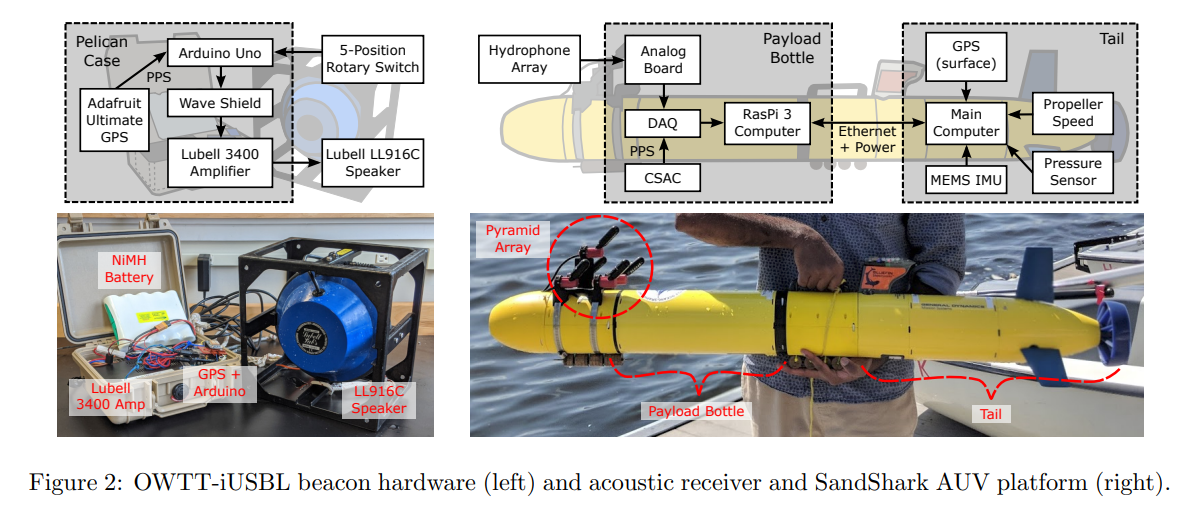 Pelican
Case
Arduino Uno
5-Position
Rotary Switch
PPS
Adafruit
Ultimate
GPS
Wave Shield
Lubell 3400
Amplifier
Lubell LL916C
Speaker
Hydrophone
Array
Analog
Board
Payload
Bottle
DAQ
RasPi 3
Computer
PPS
CSAC
Ethernet
+ Power
Tail
GPS
(surface)
Main
Computer
Propeller
Speed
MEMS IMU
Pressure
Sensor
NiMH
Battery
Lubell
3400 Amp
GPS +
Arduino
LL916C
Speaker
Pyramid
Array
Payload Bottle
Tail
Figure 2: OWTT-iUSBL beacon hardware (left) and acoustic receiver and SandShark AUV platform (right).